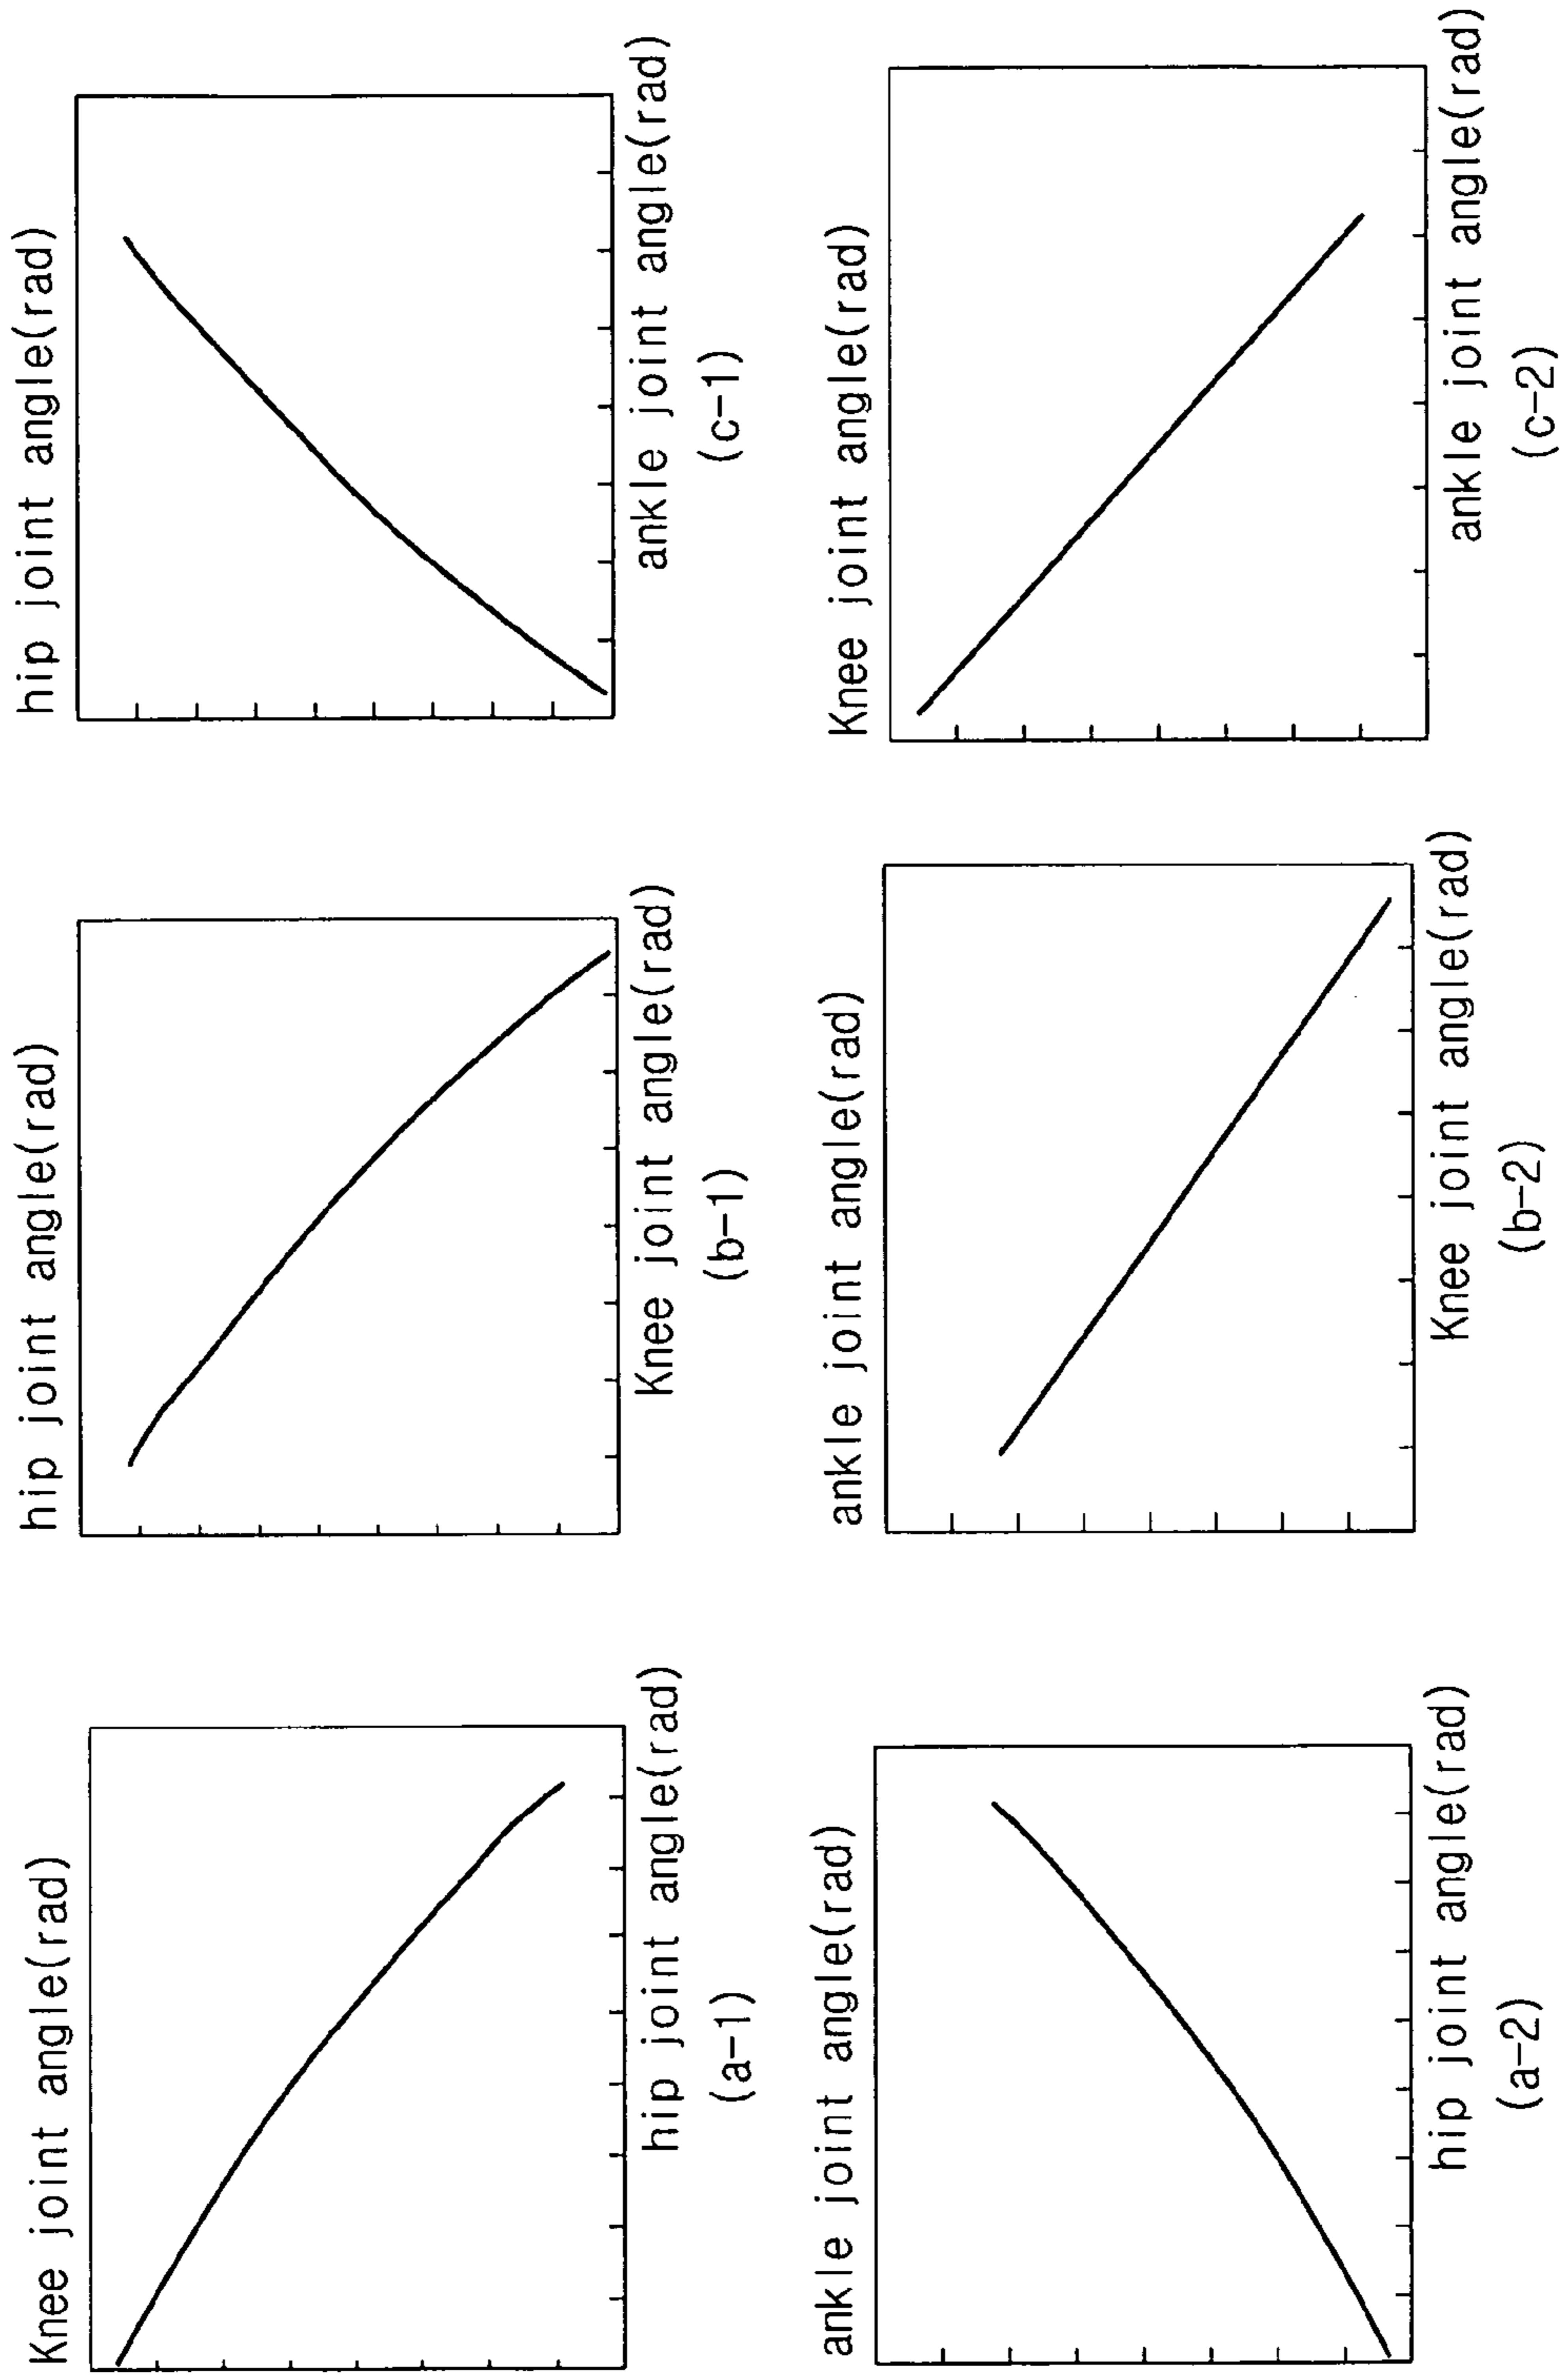 Knee joint angle(rad)
hip joint angle(rad)
(a-1)
hip joint angle(rad)
Knee joint angle(rad)
(b-1)
hip joint angle(rad)
ankle joint angle(rad)
(c-1)
ankle joint angle(rad)
hip joint angle(rad)
(a-2)
ankle joint angle(rad)
Knee joint angle(rad)
(b-2)
Knee joint angle(rad)
ankle joint angle(rad)
(c-2)